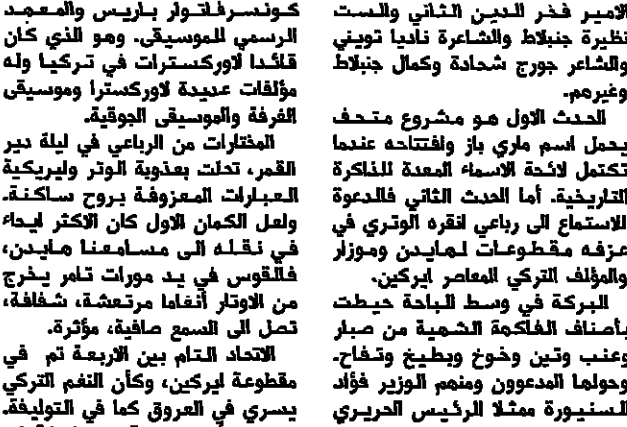 الامير فخر الدين الثاني والست
نظيرة جنبلاط والشاعرة ناديا تويني
والشاعر جورج شحادة وكمال جنبلاط
وغيرهم.
الحدث الاول هو مشروع متحف
يحمل اسم ماري باز وافتتاحه عندما
تكتمل لائحة الاسماء المعدة للذاكرة
التاريخية. أما الحدث الثاني فالدعوة
للاستماع الى رباعي انقره الوتري في
عزفه مقطوعات لهايدن وموزار
والمؤلف التركي المعاصر ايركين.
البركة في وسط الباحة حيطت
بأصناف الفاكهة الشهية من صبار
وعنب وتين وخوخ وبطيخ وتفاح.
وحولها المدعوون ومنهم الوزير فؤاد
السنيورة ممثلا الرئيس الحريري
كونسرفاتوار باريس والمعهد
الرسمي للموسيقى. وهو الذي كان
قائدا لاوركسترات في تركيا وله
مؤلفات عديدة لاوركسترا وموسيقى
الغرفة والموسيقى الجوقية.
المختارات من الرباعي في ليلة دير
القمر، تحلت بعذوبة الوتر وليريكية
العبارات المعزوفة بروح ساكنة.
ولعل الكمان الاول كان الاكثر ايحاء
في نقله الى مسامعنا هايدن،
فالقوس في يد مورات تامر يخرج
من الاوتار أنغاما مرتعشة، شفافة،
تصل الى السمع صافية، مؤثرة.
الاتحاد التام بين الاربعة تم في
مقطوعة ايركين، وكأن النغم التركي
يسري في العروق كما في التوليفة.